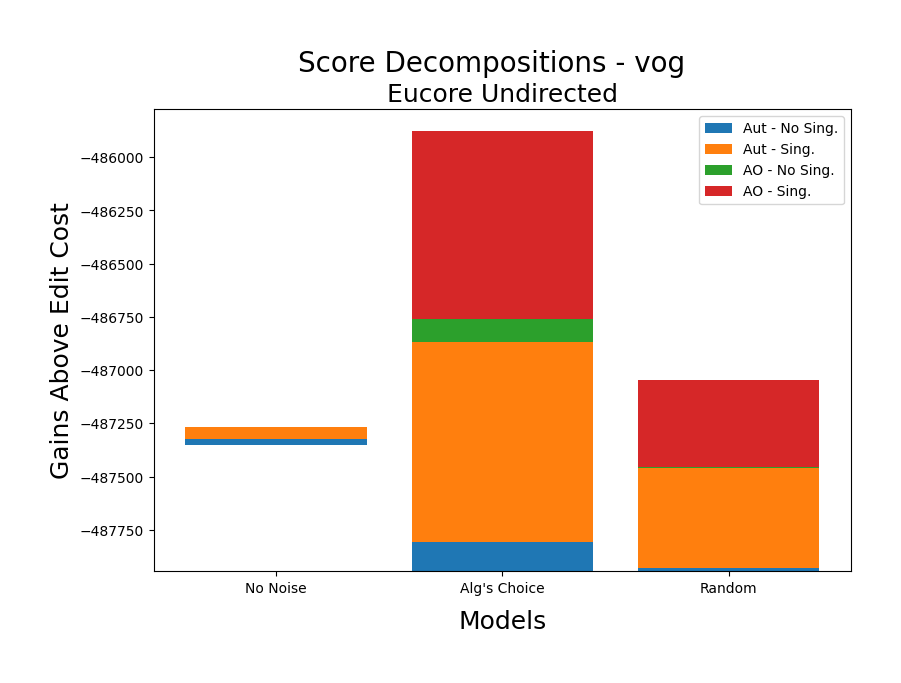 Score Decompositions - vog
Eucore Undirected
Aut - No Sing.
Aut - Sing.
AO - No Sing.
AO - Sing.
Gains Above Edit Cost
−486000
−486250
−486500
−486750
−487000
−487250
−487500
−487750
No Noise
Alg's Choice
Random
Models